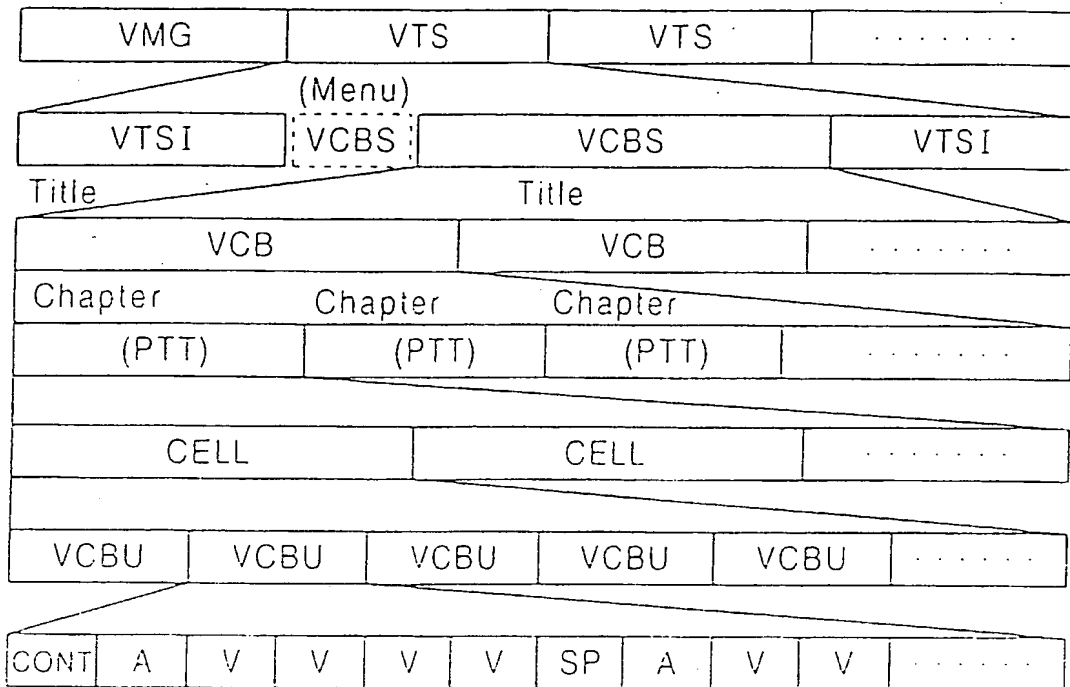 VMG VTS VTS .......
(Menu)
VTSI VCBS VCBS VTSI
Title Title
VCB VCB .......
Chapter Chapter Chapter
(PTT) (PTT) (PTT) .......
CELL CELL .......
VCBU VCBU VCBU VCBU VCBU ......
CONT A V V V V SP A V V ......